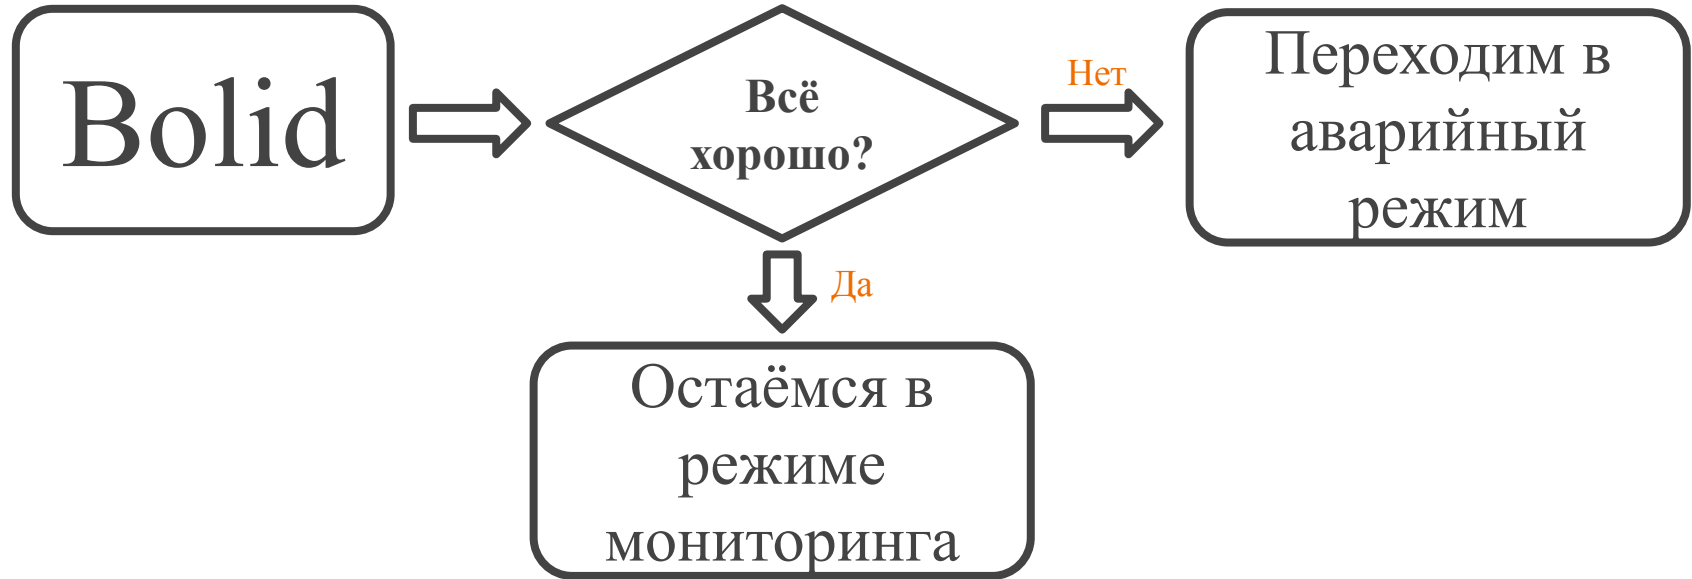 Bolid
Всё
хорошо?
Нет
Переходим в
аварийный
режим
Да
Остаёмся в
режиме
мониторинга